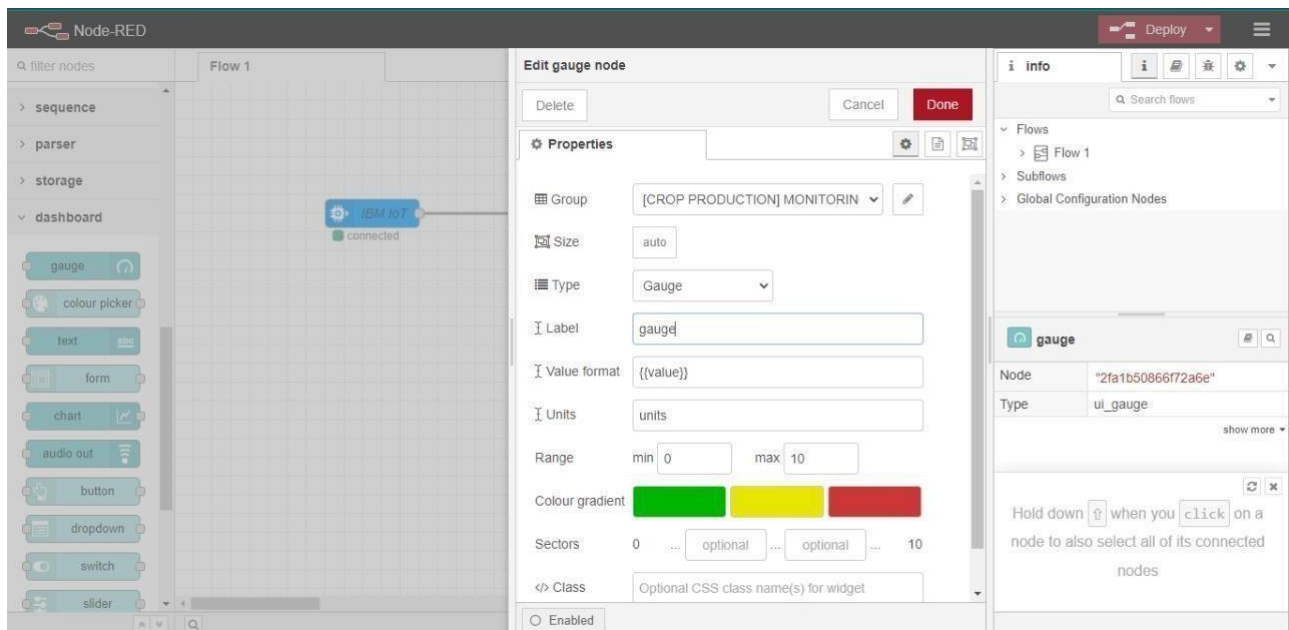 Node-RED
Deploy
filter nodes
sequence
parser
storage
dashboard
gauge
colour picker
text
abc
form
chart
audio out
button
dropdown
switch
slider
Flow 1
IBM IoT
connected
Edit gauge node
Delete
Cancel
Done
Properties
Group
[CROP PRODUCTION] MONITORIN
Size
auto
Type
Gauge
Label
gauge
Value format
{{value}}
Units
units
Range
min 0
max 10
Colour gradient
Sectors
0 ... optional ... optional ... 10
</> Class
Optional CSS class name(s) for widget
Enabled
i info
i
Search flows
Flows
Flow 1
Subflows
Global Configuration Nodes
gauge
Node "2fa1b50866f72a6e"
Type ui_gauge
show more
Hold down ⇧ when you click on a
node to also select all of its connected
nodes